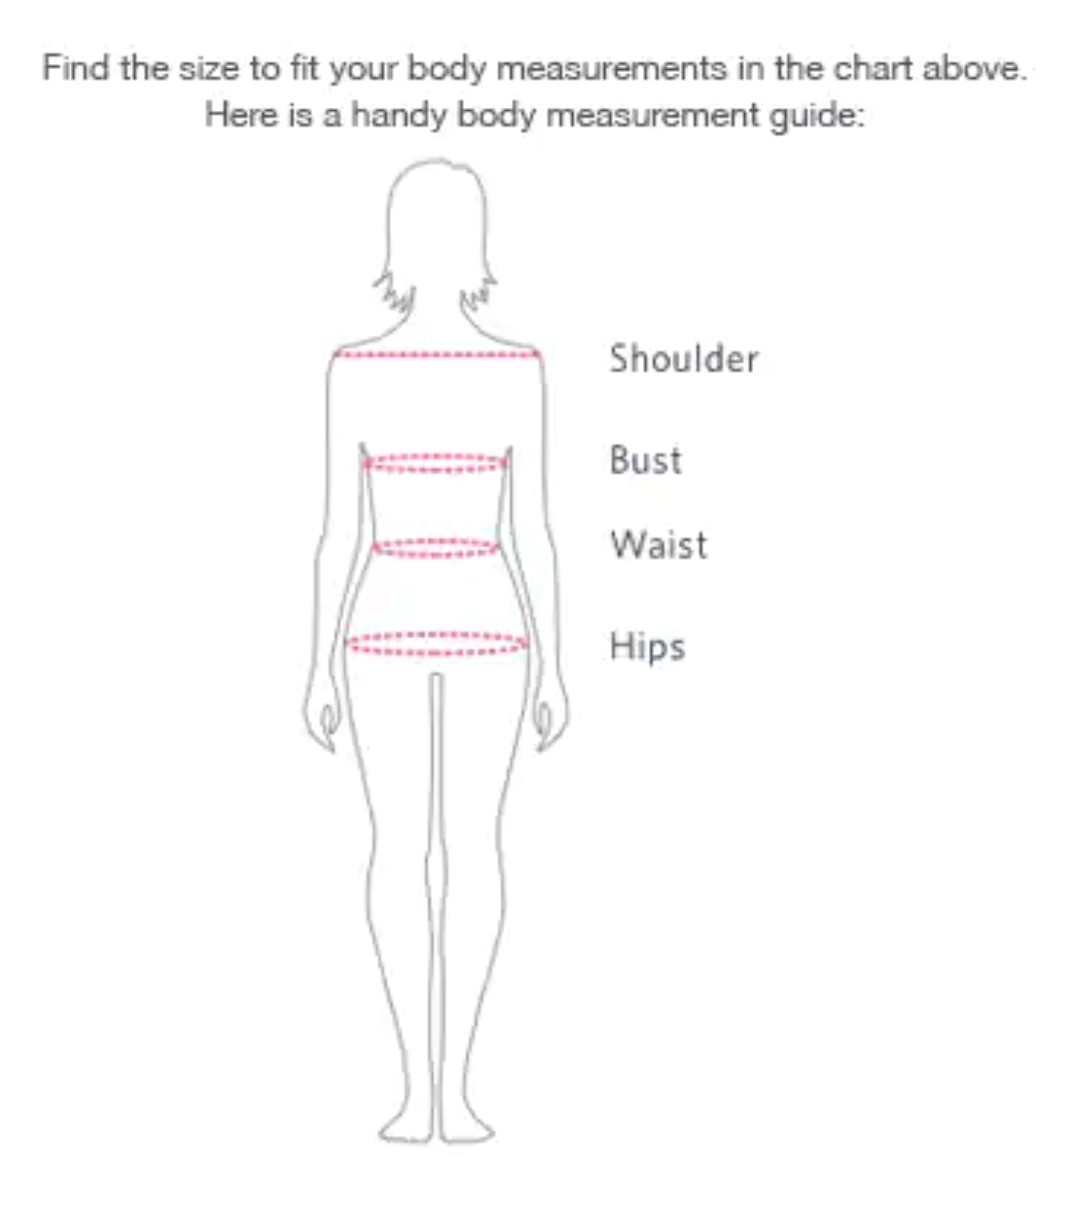 Find the size to fit your body measurements in the chart above.
Here is a handy body measurement guide:
Shoulder
Bust
Waist
Hips